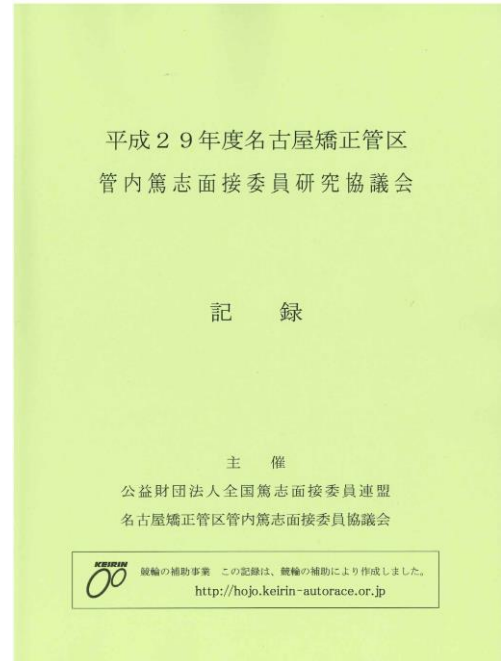 平成29年度名古屋矯正管区
管内篤志面接委員研究協議会
記 録
主 催
公益財団法人全国篤志面接委員連盟
名古屋矯正管区管内篤志面接委員協議会
KEIRIN
競輪の補助事業 この記録は、競輪の補助により作成しました。
http://hojo.keirin-autorace.or.jp